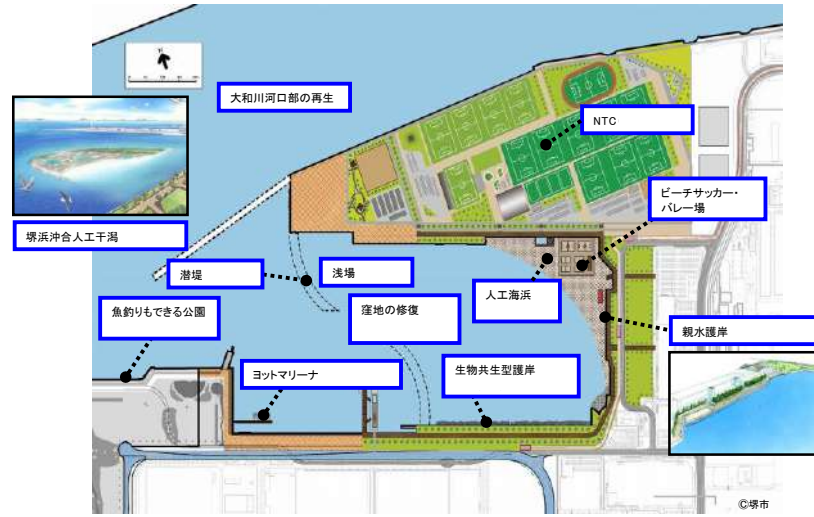 大和川河口部の再生
NTC
ビーチサッカー・
バレー場
堺浜沖合人工干潟
潜堤
浅場
人工海浜
魚釣りもできる公園
窪地の修復
親水護岸
ヨットマリーナ
生物共生型護岸
©堺市